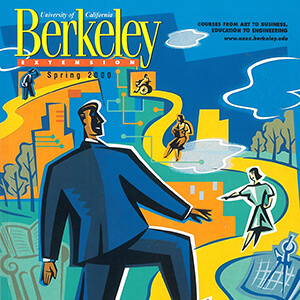 University of California
Berkeley
EXTENSION
Spring 2000
COURSES FROM ART TO BUSINESS,
EDUCATION TO ENGINEERING
www.unex.berkeley.edu